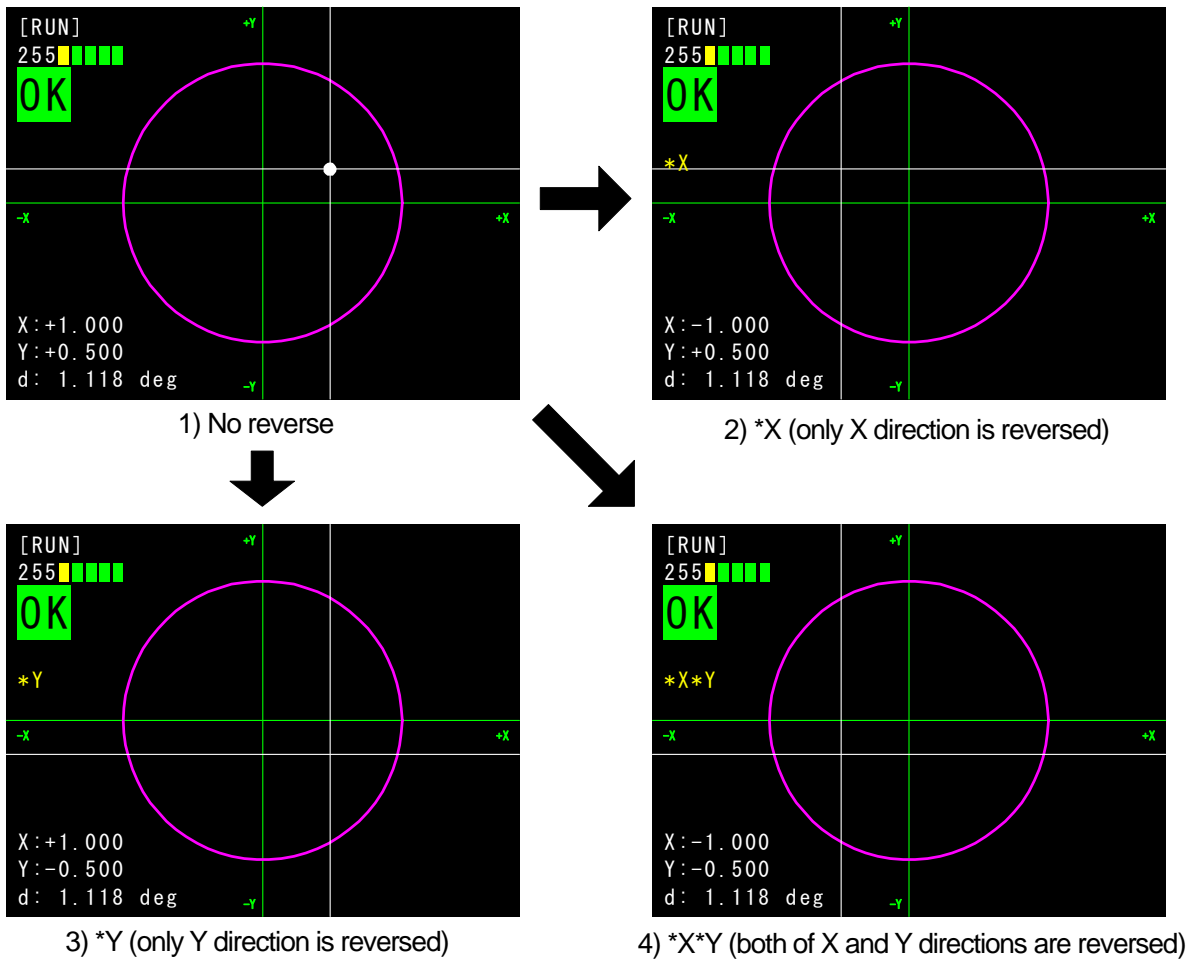 [RUN]
255
OK
+Y
-X
+X
X:+1.000
Y:+0.500
d: 1.118 deg
-Y
1) No reverse
[RUN]
255
OK
*X
+Y
-X
+X
X:-1.000
Y:+0.500
d: 1.118 deg
-Y
2) *X (only X direction is reversed)
[RUN]
255
OK
*Y
+Y
-X
+X
X:+1.000
Y:-0.500
d: 1.118 deg
-Y
3) *Y (only Y direction is reversed)
[RUN]
255
OK
*X*Y
+Y
-X
+X
X:-1.000
Y:-0.500
d: 1.118 deg
-Y
4) *X*Y (both of X and Y directions are reversed)